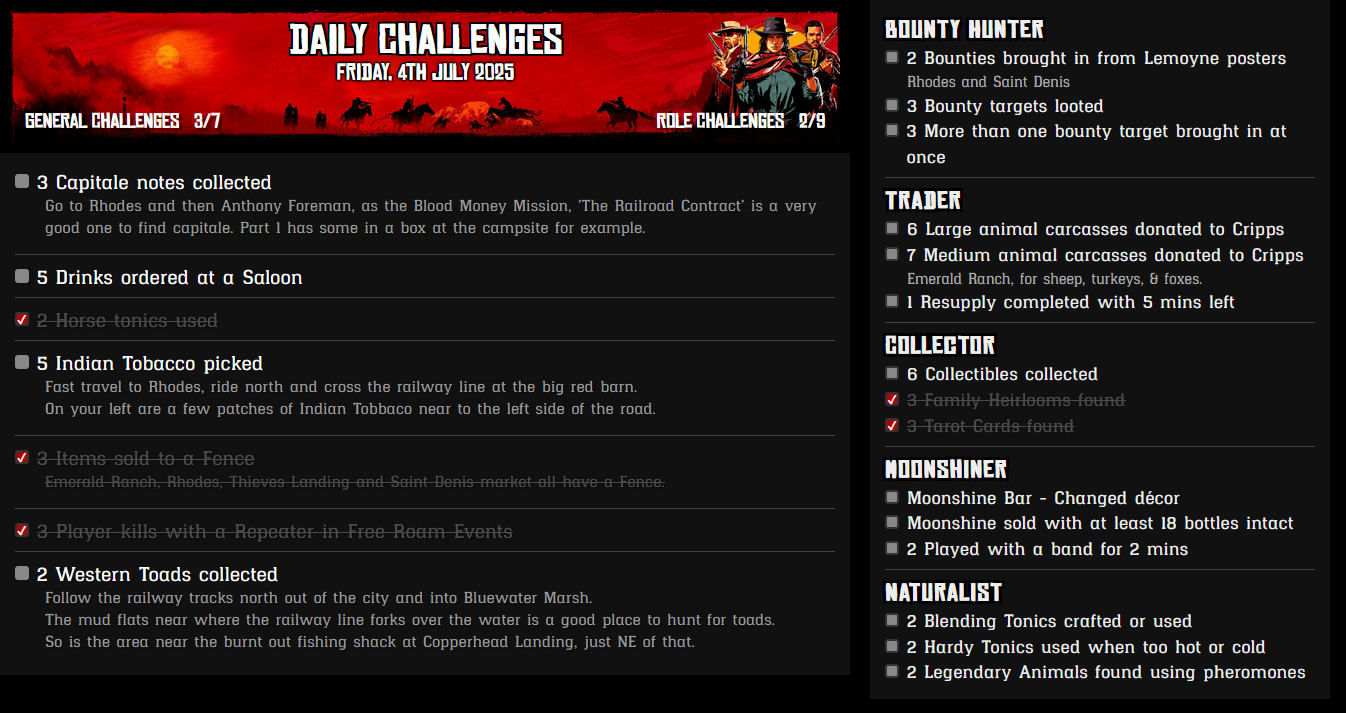 DAILY CHALLENGES
FRIDAY, 4TH JULY 2025
GENERAL CHALLENGES 3/7
ROLE CHALLENGES 2/9
3 Capitale notes collected
Go to Rhodes and then Anthony Foreman, as the Blood Money Mission, 'The Railroad Contract' is a very
good one to find capitale. Part 1 has some in a box at the campsite for example.
5 Drinks ordered at a Saloon
2 Horse tonics used
5 Indian Tobacco picked
Fast travel to Rhodes, ride north and cross the railway line at the big red barn.
On your left are a few patches of Indian Tobbaco near to the left side of the road.
3 Items sold to a Fence
Emerald Ranch, Rhodes, Thieves Landing and Saint Denis market all have a Fence.
3 Player kills with a Repeater in Free Roam Events
2 Western Toads collected
Follow the railway tracks north out of the city and into Bluewater Marsh.
The mud flats near where the railway line forks over the water is a good place to hunt for toads.
So is the area near the burnt out fishing shack at Copperhead Landing, just NE of that.
BOUNTY HUNTER
2 Bounties brought in from Lemoyne posters
Rhodes and Saint Denis
3 Bounty targets looted
3 More than one bounty target brought in at
once
TRADER
6 Large animal carcasses donated to Cripps
7 Medium animal carcasses donated to Cripps
Emerald Ranch, for sheep, turkeys, & foxes.
1 Resupply completed with 5 mins left
COLLECTOR
6 Collectibles collected
3 Family Heirlooms found
3 Tarot Cards found
MOONSHINER
Moonshine Bar - Changed décor
Moonshine sold with at least 18 bottles intact
2 Played with a band for 2 mins
NATURALIST
2 Blending Tonics crafted or used
2 Hardy Tonics used when too hot or cold
2 Legendary Animals found using pheromones